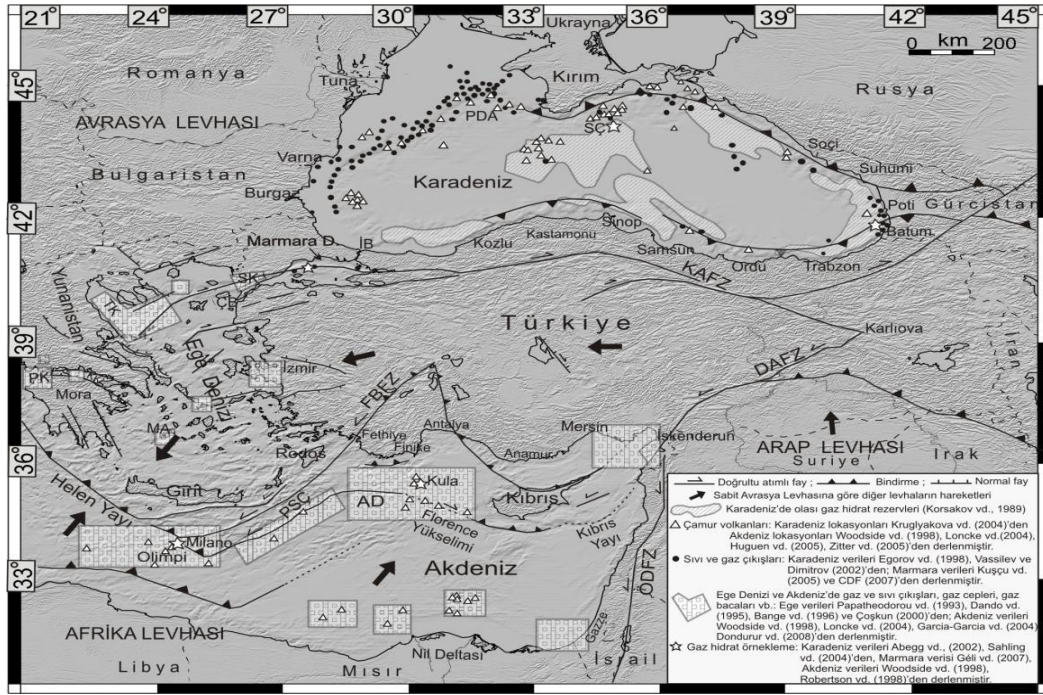 21° 24° 27° 30° 33° 36° 39° 42° 45°
Ukrayna
0 km 200
Romanya
Tuna
Kırım
Rusya
45°
PDA
AVRASYA LEVHASI
SÇ
Soçi
Varna
Suhumi
Bulgaristan
Karadeniz
Burgaz
Poti
Gürcistan
42°
Sinop
Batum
Marmara D.
İB
Kozlu
Kastamonu
Samsun
Ordu
Trabzon
SK
KAFZ
Yunanistan
TK
Türkiye
Karlıova
İran
39°
Ege Denizi
İzmir
DAFZ
PK
Mora
FBFZ
MA
Antalya
Mersin
Fethiye
Finike
Anamur
İskenderun
ARAP LEVHASI
36°
Rodos
Suriye
Irak
Girit
Helen Yayı
PSÇ
AD
Kula
Kıbrıs
Florence
Yükselimi
Kıbrıs
Yayı
Milano
Olimpi
ÖDFZ
33°
Akdeniz
AFRİKA LEVHASI
Gazze
Nil Deltası
İsrail
Libya
Mısır
Doğrultu atımlı fay ; Bindirme ; Normal fay
Sabit Avrasya Levhasına göre diğer levhaların hareketleri
Karadeniz'de olası gaz hidrat rezervleri (Korsakov vd., 1989)
Çamur volkanları: Karadeniz lokasyonları Kruglyakova vd. (2004)'den
Akdeniz lokasyonları Woodside vd. (1998), Loncke vd.(2004),
Huguen vd. (2005), Zitter vd. (2005)'den derlenmiştir.
Sıvı ve gaz çıkışları: Karadeniz verileri Egorov vd. (1998), Vassilev ve
Dimitrov (2002)'den; Marmara verileri Kuşçu vd.
(2005) ve CDF (2007)'den derlenmiştir.
Ege Denizi ve Akdeniz'de gaz ve sıvı çıkışları, gaz cepleri, gaz
bacaları vb.: Ege verileri Papatheodorou vd. (1993), Dando vd.
(1995), Bange vd. (1996) ve Çoşkun (2000)'den; Akdeniz verileri
Woodside vd. (1998), Loncke vd. (2004), Garcia-Garcia vd. (2004)
Dondurur vd. (2008)'den derlenmiştir.
Gaz hidrat örnekleme: Karadeniz verileri Abegg vd., (2002), Sahling
vd. (2004)'den, Marmara verisi Géli vd. (2007),
Akdeniz verileri Woodside vd. (1998),
Robertson vd. (1998)'den derlenmiştir.